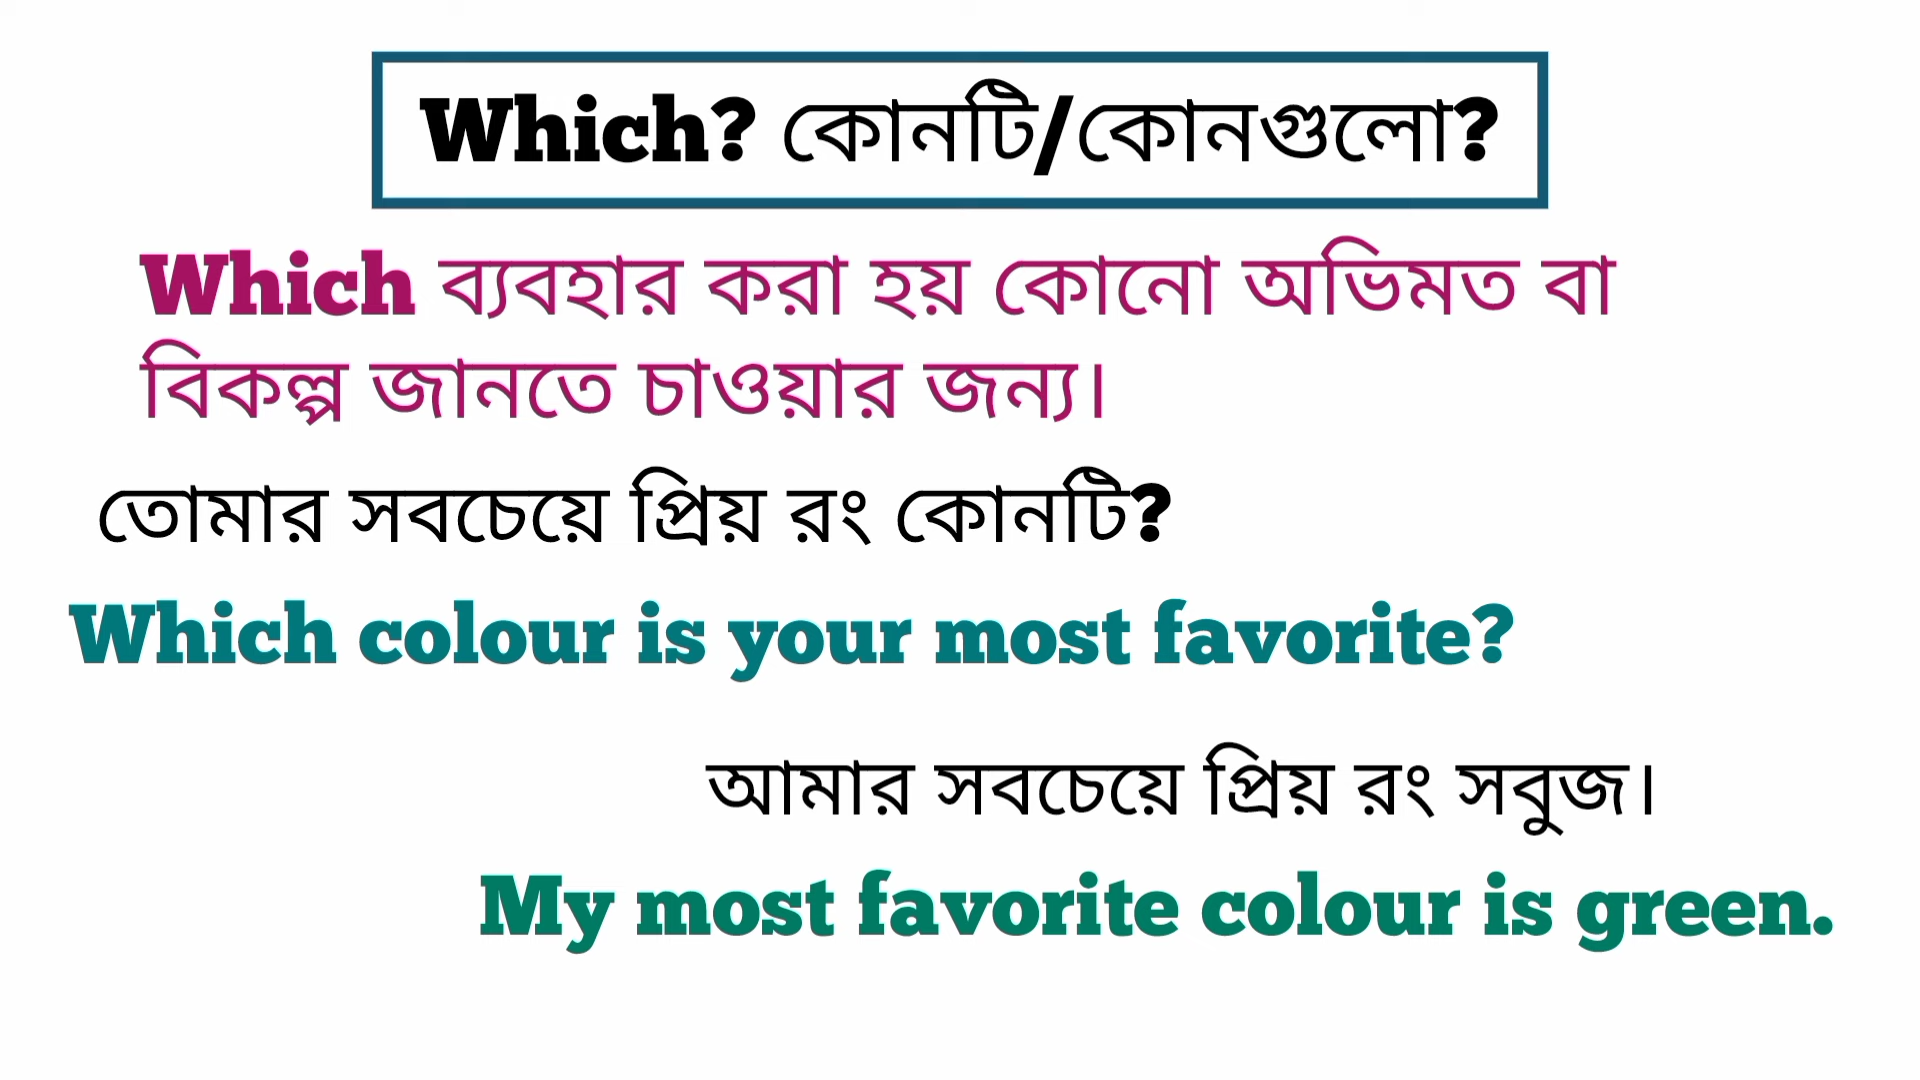 Which? কোনটি/কোনগুলো?
Which ব্যবহার করা হয় কোনো অভিমত বা
বিকল্প জানতে চাওয়ার জন্য।
তোমার সবচেয়ে প্রিয় রং কোনটি?
Which colour is your most favorite?
আমার সবচেয়ে প্রিয় রং সবুজ।
My most favorite colour is green.